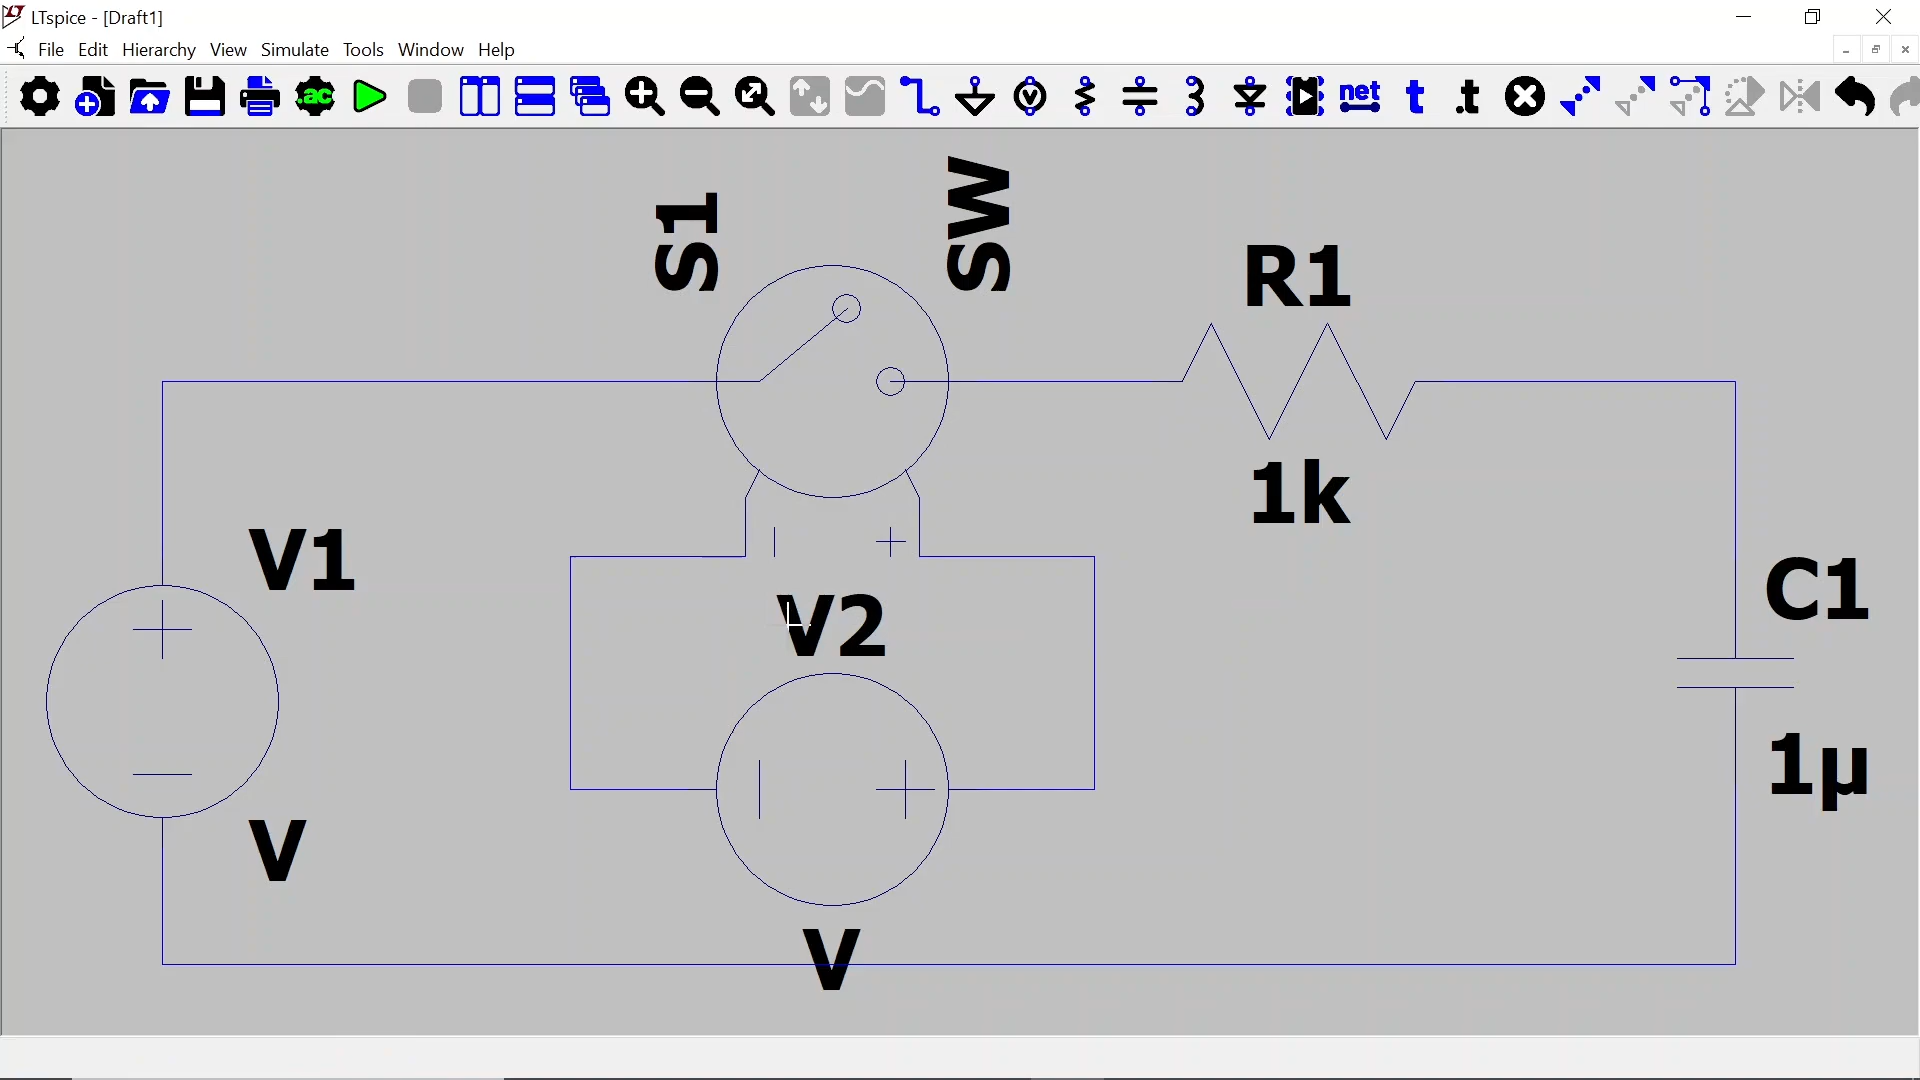 LTspice - [Draft1]
File Edit Hierarchy View Simulate Tools Window Help
.ac
net
t
.t
S1
SW
R1
1k
V1
V
V2
V
C1
1µ